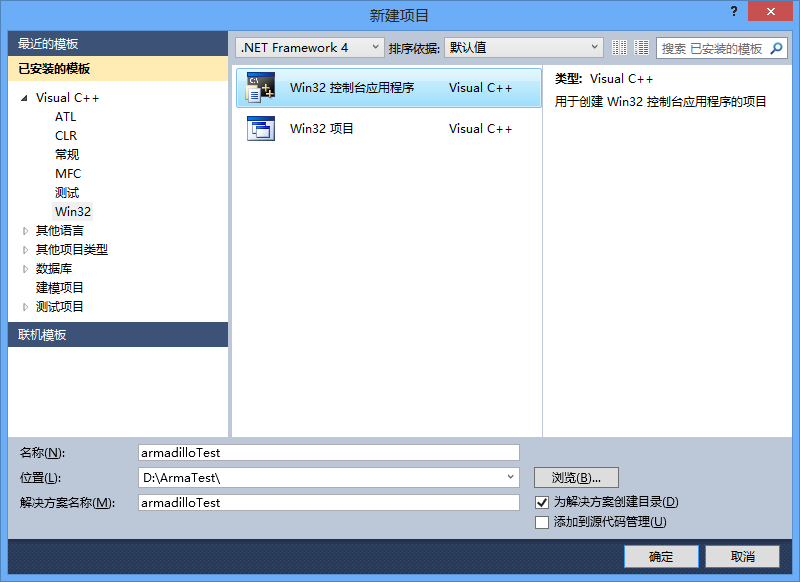 新建项目
?
最近的模板
已安装的模板
Visual C++
ATL
CLR
常规
MFC
测试
Win32
其他语言
其他项目类型
数据库
建模项目
测试项目
联机模板
.NET Framework 4 排序依据: 默认值 搜索 已安装的模板
C:\
Win32 控制台应用程序 Visual C++
Win32 项目 Visual C++
类型: Visual C++
用于创建 Win32 控制台应用程序的项目
名称(N): armadilloTest
位置(L): D:\ArmaTest\ 浏览(B)...
解决方案名称(M): armadilloTest
为解决方案创建目录(D)
添加到源代码管理(U)
确定 取消